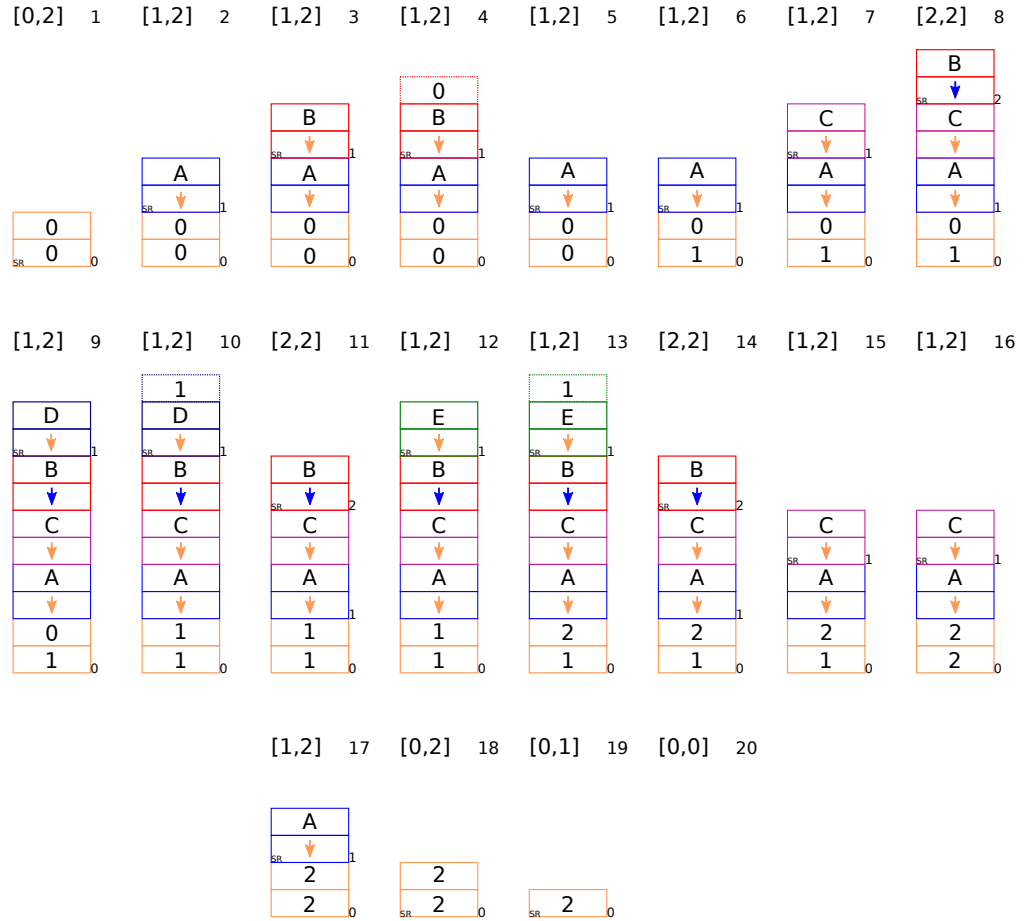 [0,2] 1 [1,2] 2 [1,2] 3 [1,2] 4 [1,2] 5 [1,2] 6 [1,2] 7 [2,2] 8
B
0 SR 2
B B C C
SR 1 SR 1 SR 1
A A A A A A A
SR 1 SR 1 SR 1 1
0 0 0 0 0 0 0 0
SR 0 0 0 0 0 0 0 0 0 0 1 0 1 0 1 0
[1,2] 9 [1,2] 10 [2,2] 11 [1,2] 12 [1,2] 13 [2,2] 14 [1,2] 15 [1,2] 16
1 1
D D E E
SR 1 SR 1 SR 1 SR 1
B B B B B B
SR 2 SR 2
C C C C C C C C
SR 1 SR 1
A A A A A A A A
1 1
0 1 1 1 2 2 2 2
1 0 1 0 1 0 1 0 1 0 1 0 1 0 2 0
[1,2] 17 [0,2] 18 [0,1] 19 [0,0] 20
A
SR 1
2 2
2 0 SR 2 0 SR 2 0